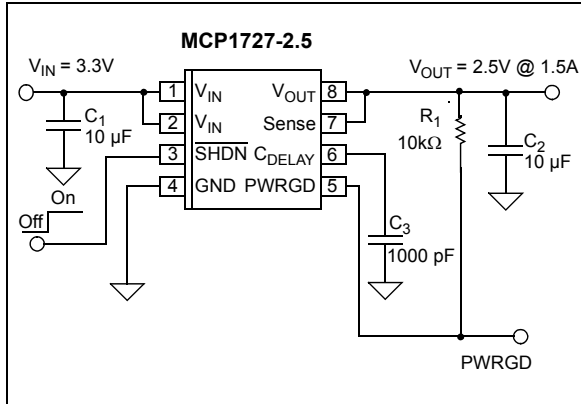 MCP1727-2.5
V_IN = 3.3V
V_OUT = 2.5V @ 1.5A
1 V_IN V_OUT 8
2 V_IN Sense 7
3 S̅H̅D̅N̅ C_DELAY 6
4 GND PWRGD 5
C_1
10 µF
R_1
10kΩ
C_2
10 µF
On
Off
C_3
1000 pF
PWRGD